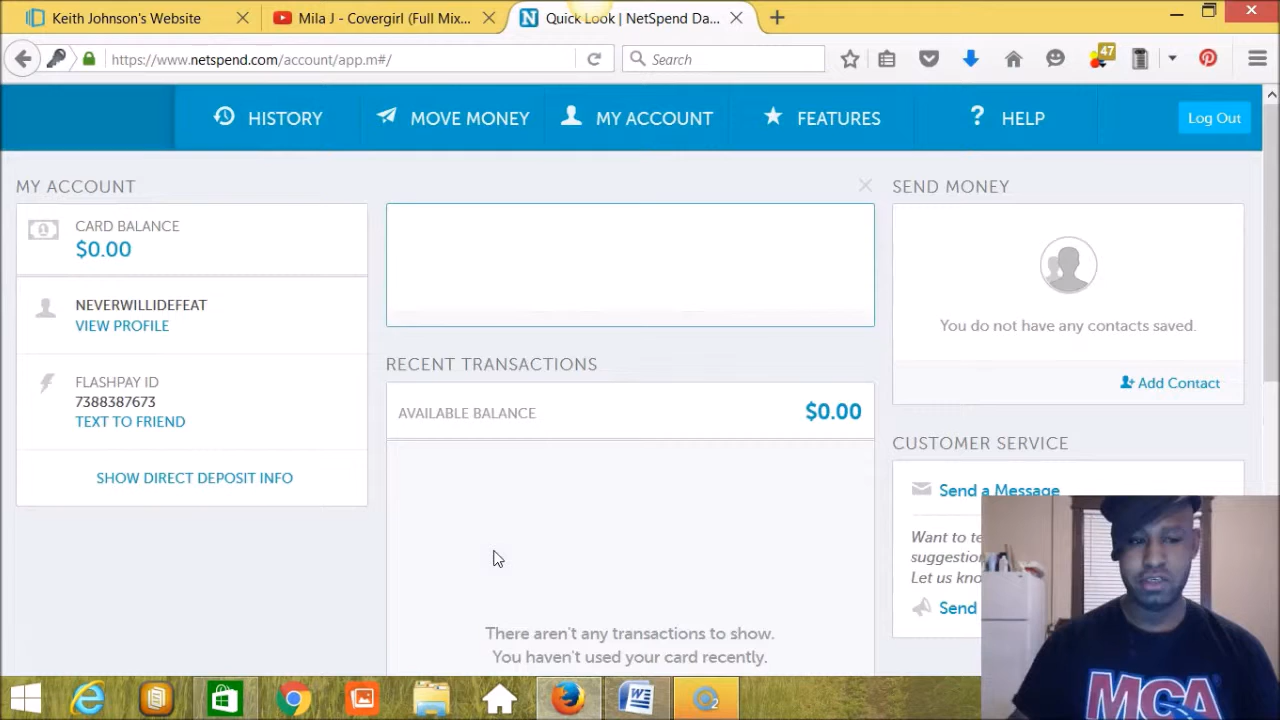 Keith Johnson's Website
Mila J - Covergirl (Full Mix...
Quick Look | NetSpend Da...
https://www.netspend.com/account/app.m#/
Search
47
HISTORY
MOVE MONEY
MY ACCOUNT
FEATURES
? HELP
Log Out
MY ACCOUNT
CARD BALANCE
$0.00
NEVERWILLIDEFEAT
VIEW PROFILE
FLASHPAY ID
7388387673
TEXT TO FRIEND
SHOW DIRECT DEPOSIT INFO
RECENT TRANSACTIONS
AVAILABLE BALANCE
$0.00
There aren't any transactions to show.
You haven't used your card recently.
SEND MONEY
You do not have any contacts saved.
Add Contact
CUSTOMER SERVICE
Send a Message
Want to te
suggestion
Let us kno
Send
MCA